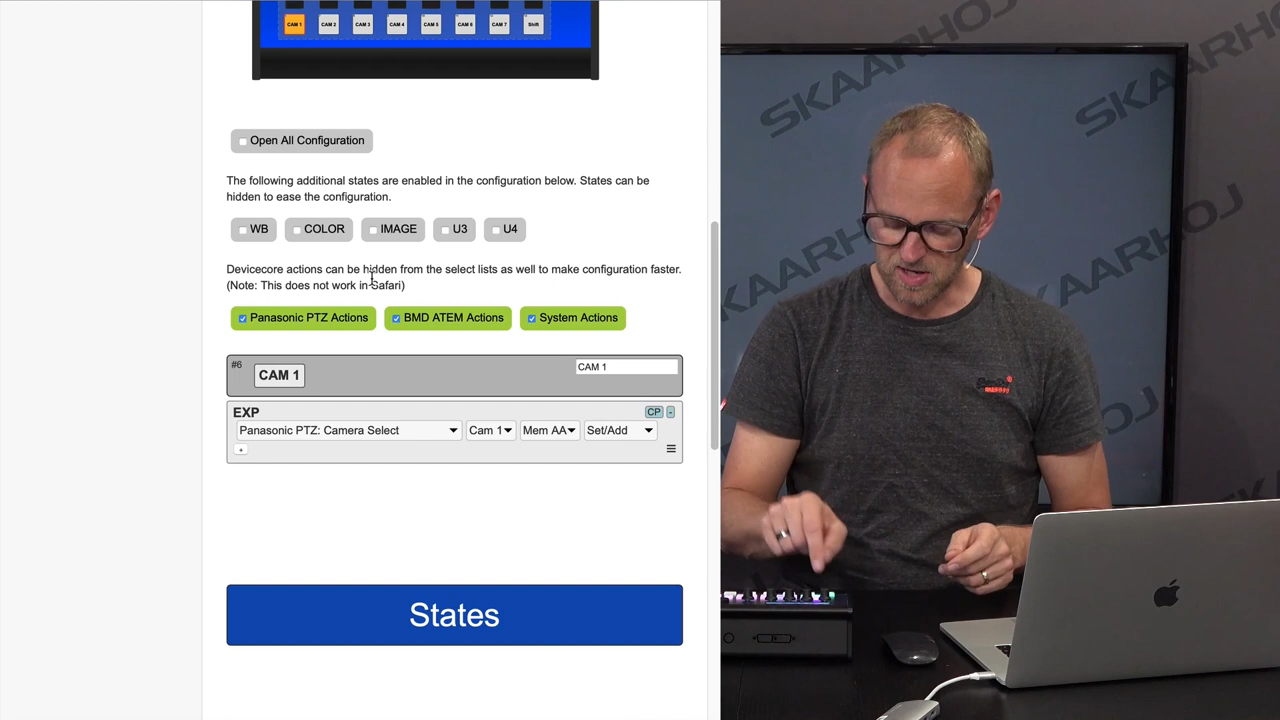 CAM 1 CAM 2 CAM 3 CAM 4 CAM 5 CAM 6 CAM 7 Shift
Open All Configuration
The following additional states are enabled in the configuration below. States can be
hidden to ease the configuration.
WB COLOR IMAGE U3 U4
Devicecore actions can be hidden from the select lists as well to make configuration faster.
(Note: This does not work in Safari)
Panasonic PTZ Actions BMD ATEM Actions System Actions
#6 CAM 1 CAM 1
EXP CP -
Panasonic PTZ: Camera Select Cam 1 Mem AA Set/Add
+
States
SKAARHOJ
SKAARHOJ
SKAARHOJ